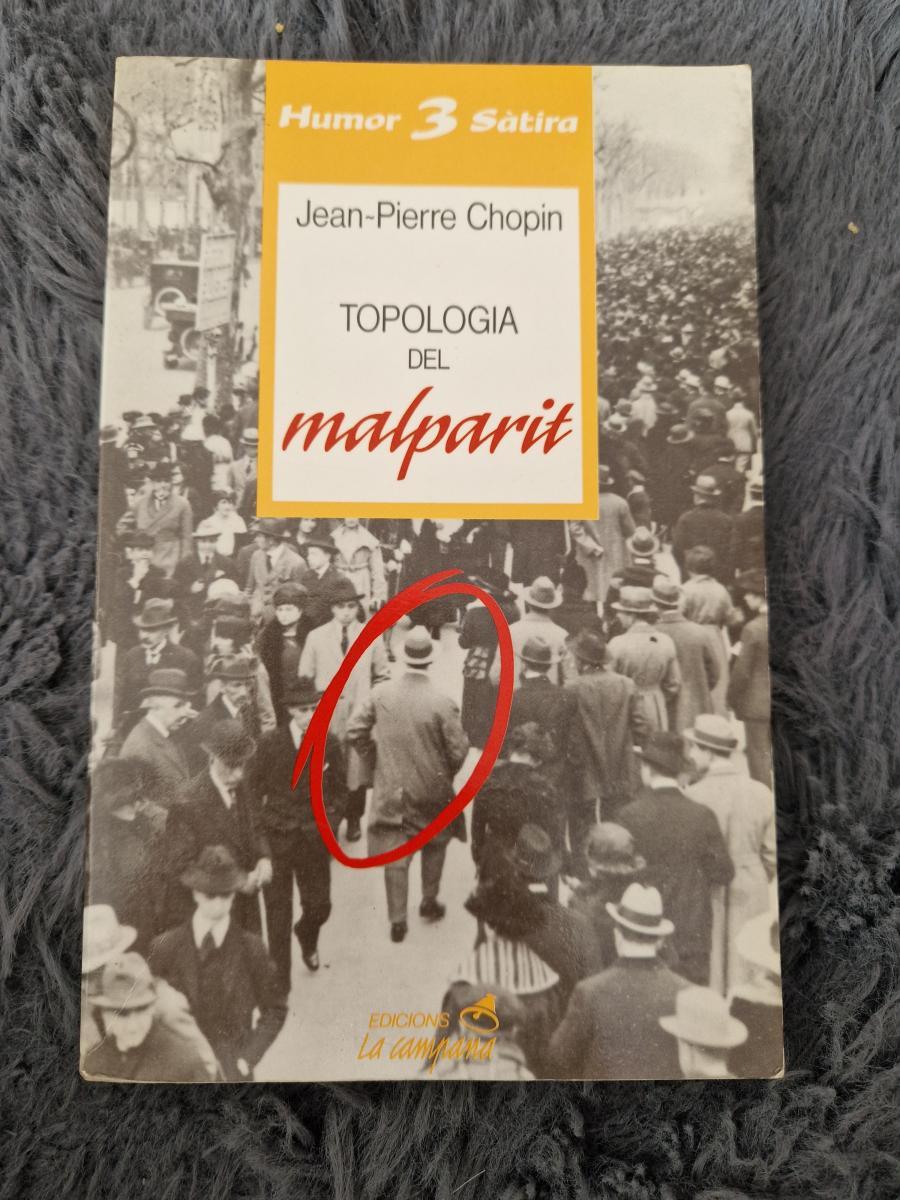 Humor 3 Sàtira
Jean-Pierre Chopin
TOPOLOGIA
DEL
malparit
EDICIONS
La campana